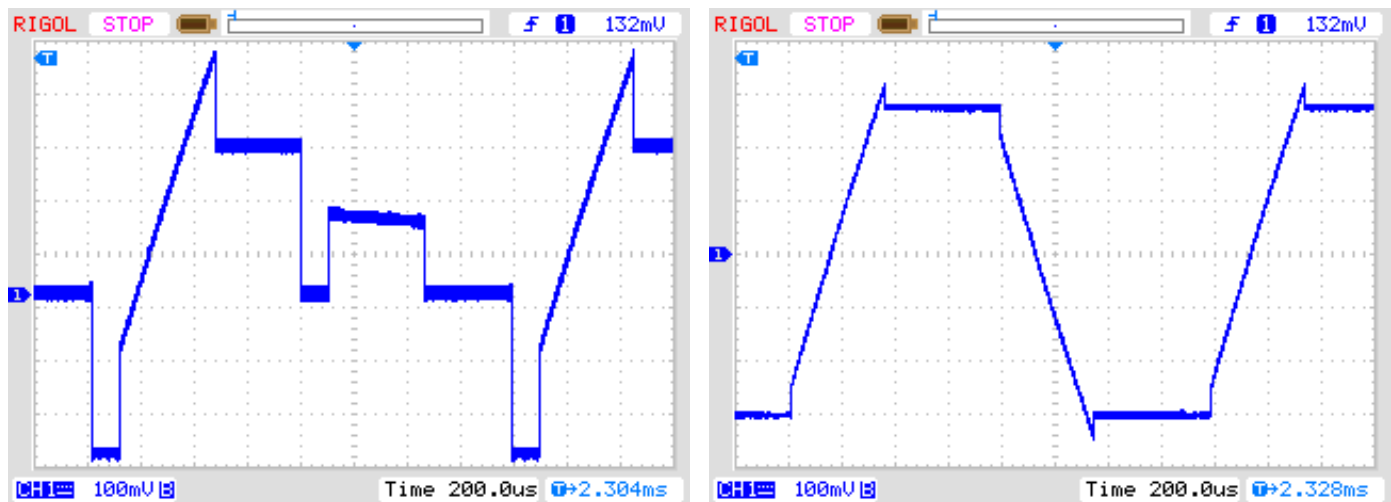 RIGOL STOP 1 132mV
T
1
CH1 100mV B Time 200.0us T→2.304ms
RIGOL STOP 1 132mV
T
1
CH1 100mV Time 200.0us T→2.328ms